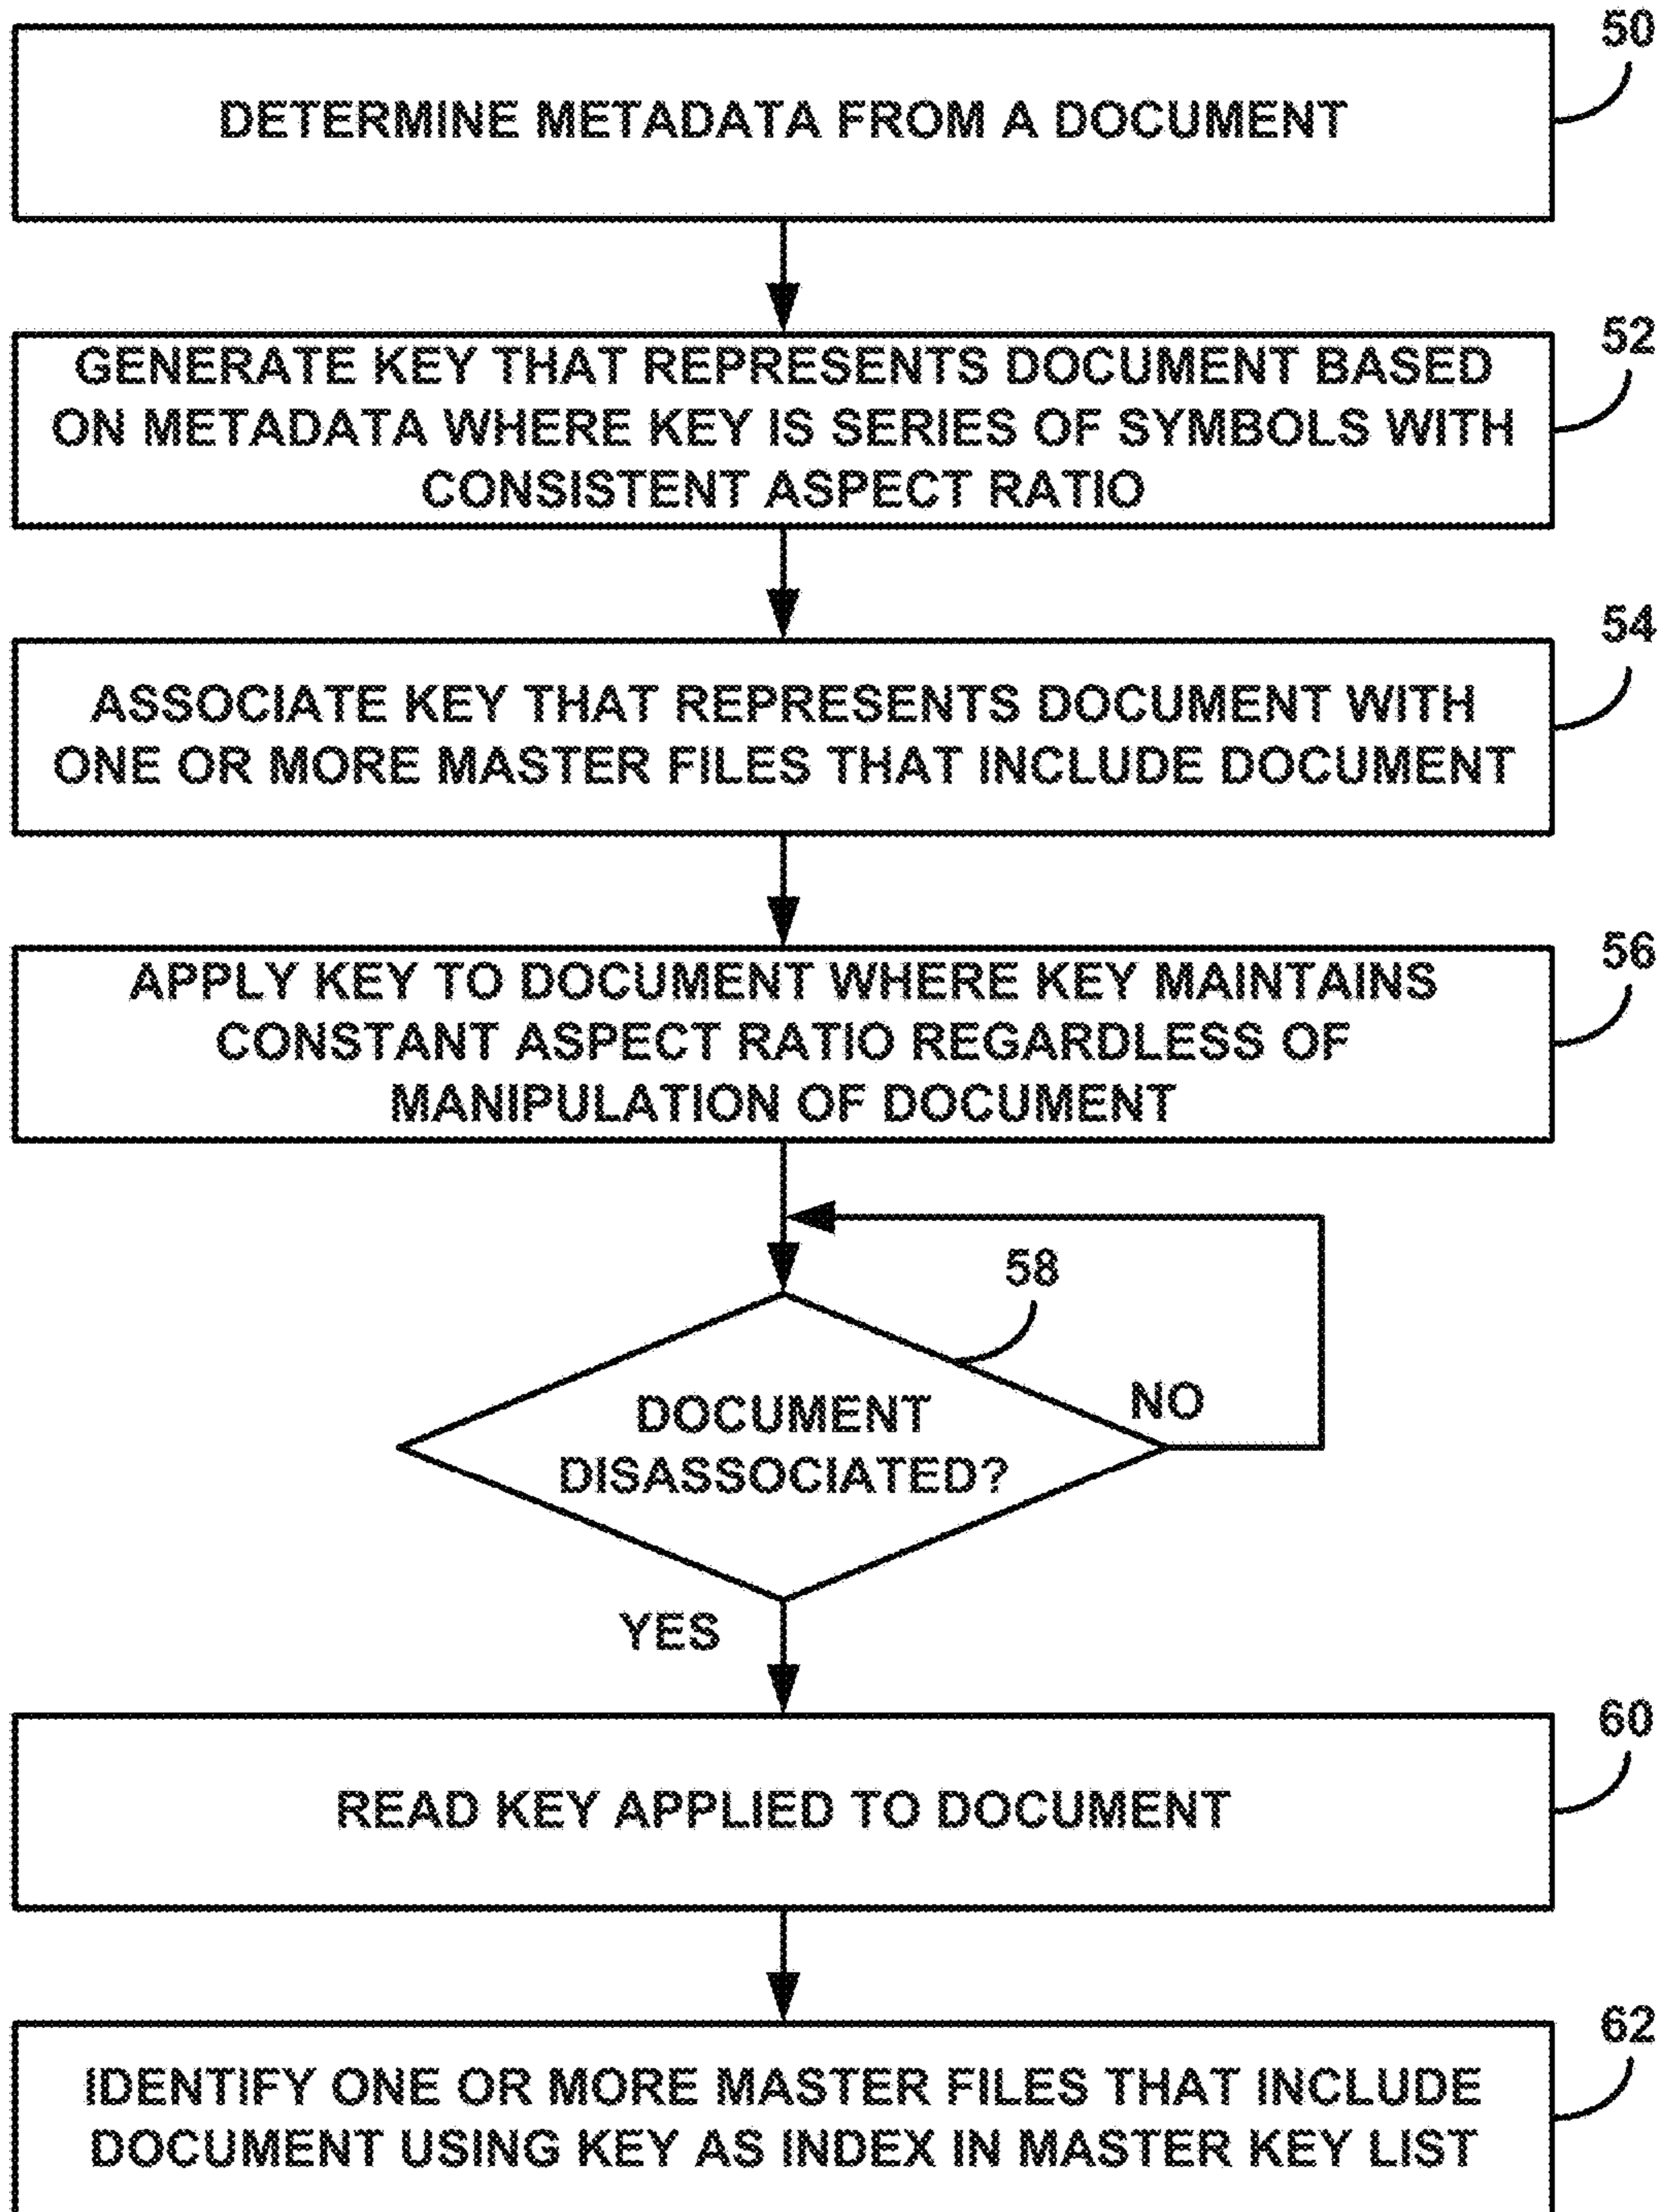 50
DETERMINE METADATA FROM A DOCUMENT
52
GENERATE KEY THAT REPRESENTS DOCUMENT BASED
ON METADATA WHERE KEY IS SERIES OF SYMBOLS WITH
CONSISTENT ASPECT RATIO
54
ASSOCIATE KEY THAT REPRESENTS DOCUMENT WITH
ONE OR MORE MASTER FILES THAT INCLUDE DOCUMENT
56
APPLY KEY TO DOCUMENT WHERE KEY MAINTAINS
CONSTANT ASPECT RATIO REGARDLESS OF
MANIPULATION OF DOCUMENT
58
NO
DOCUMENT
DISASSOCIATED?
YES
60
READ KEY APPLIED TO DOCUMENT
62
IDENTIFY ONE OR MORE MASTER FILES THAT INCLUDE
DOCUMENT USING KEY AS INDEX IN MASTER KEY LIST